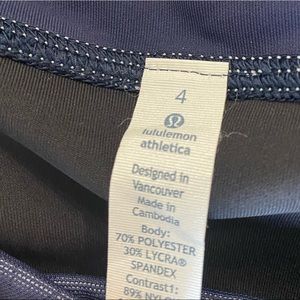 4
lululemon
athletica
Designed in
Vancouver
Made in
Cambodia
Body:
70% POLYESTER
30% LYCRA®
SPANDEX
Contrast1: